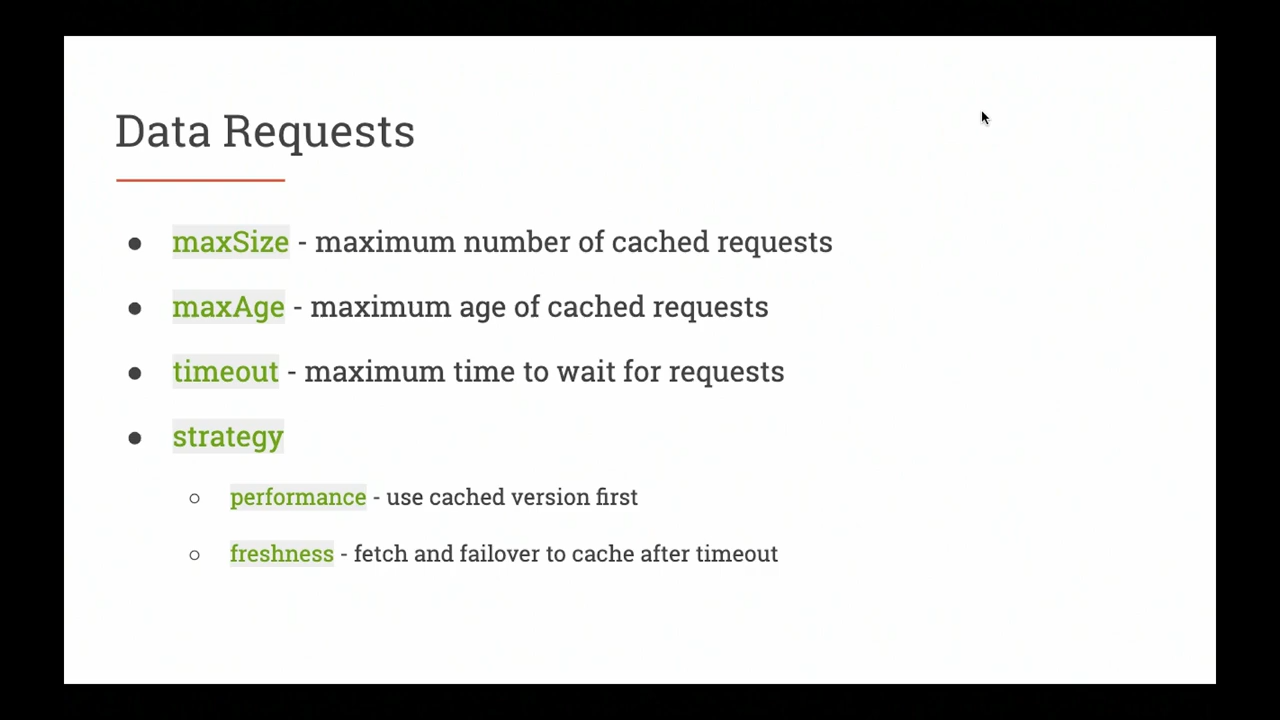 Data Requests
● maxSize - maximum number of cached requests
● maxAge - maximum age of cached requests
● timeout - maximum time to wait for requests
● strategy
○ performance - use cached version first
○ freshness - fetch and failover to cache after timeout